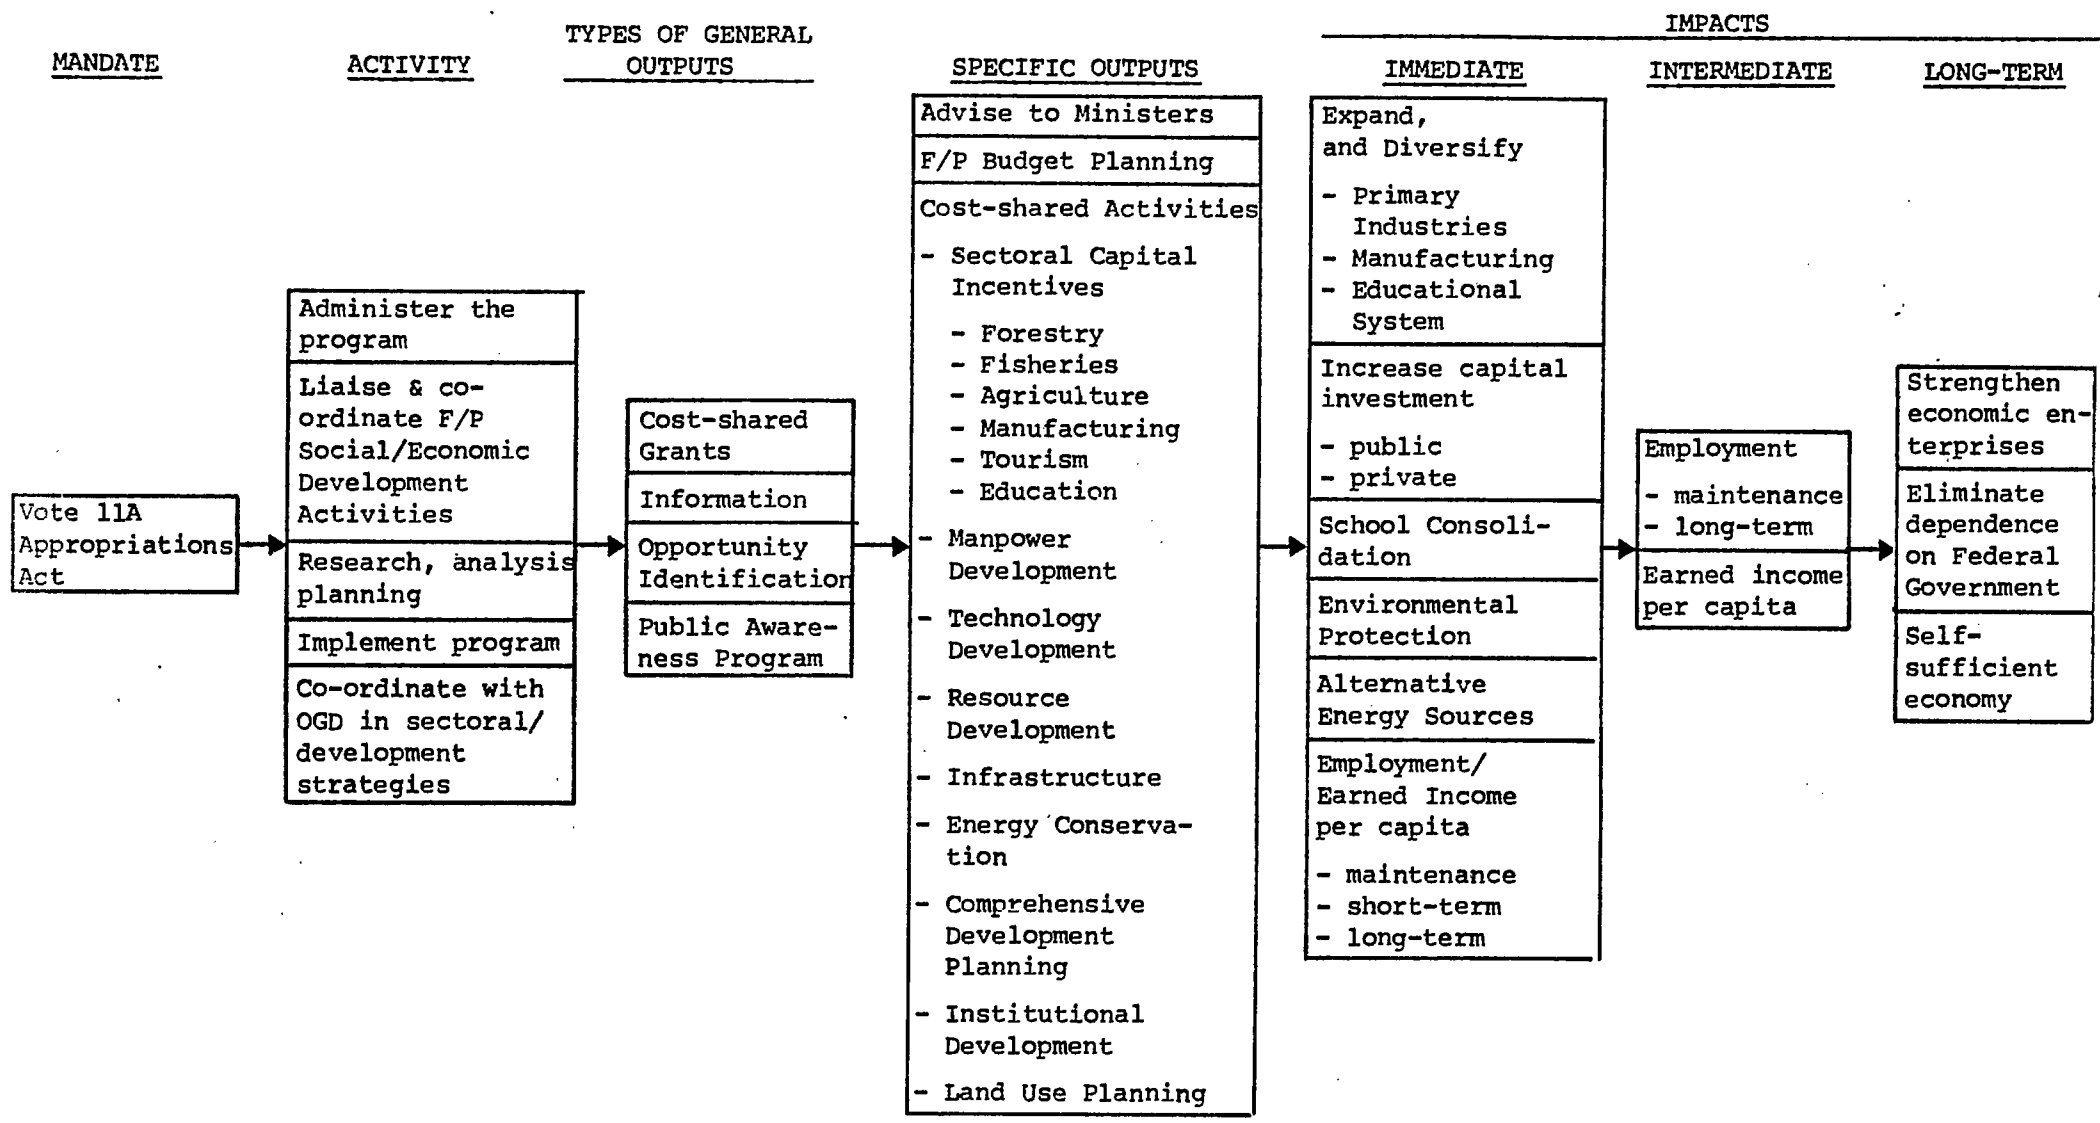 MANDATE
ACTIVITY
TYPES OF GENERAL
OUTPUTS
SPECIFIC OUTPUTS
IMPACTS
IMMEDIATE
INTERMEDIATE
LONG-TERM
Vote 11A
Appropriations
Act
Administer the
program
Liaise & co-
ordinate F/P
Social/Economic
Development
Activities
Research, analysis
planning
Implement program
Co-ordinate with
OGD in sectoral/
development
strategies
Cost-shared
Grants
Information
Opportunity
Identification
Public Aware-
ness Program
Advise to Ministers
F/P Budget Planning
Cost-shared Activities
- Sectoral Capital
Incentives
- Forestry
- Fisheries
- Agriculture
- Manufacturing
- Tourism
- Education
- Manpower
Development
- Technology
Development
- Resource
Development
- Infrastructure
- Energy Conserva-
tion
- Comprehensive
Development
Planning
- Institutional
Development
- Land Use Planning
Expand,
and Diversify
- Primary
Industries
- Manufacturing
- Educational
System
Increase capital
investment
- public
- private
School Consoli-
dation
Environmental
Protection
Alternative
Energy Sources
Employment/
Earned Income
per capita
- maintenance
- short-term
- long-term
Employment
- maintenance
- long-term
Earned income
per capita
Strengthen
economic en-
terprises
Eliminate
dependence
on Federal
Government
Self-
sufficient
economy